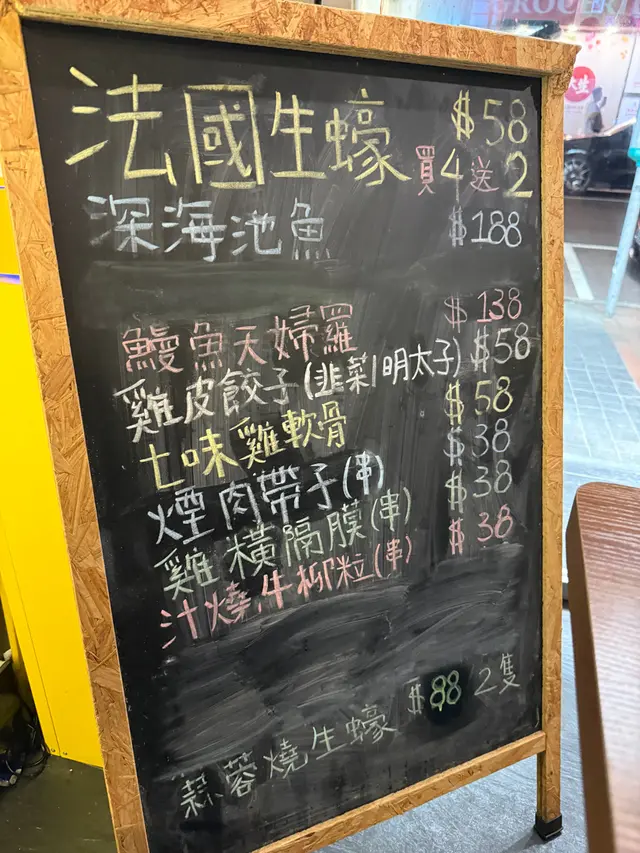 法國生蠔 $58
買4送2
深海池魚 $188
鰻魚天婦羅 $138
雞皮餃子(韭菜/明太子) $58
七味雞軟骨 $58
煙肉帶子(串) $38
雞橫隔膜(串) $38
汁燒牛柳粒(串) $38
蒜蓉燒生蠔 $88 2隻
GROCERIE